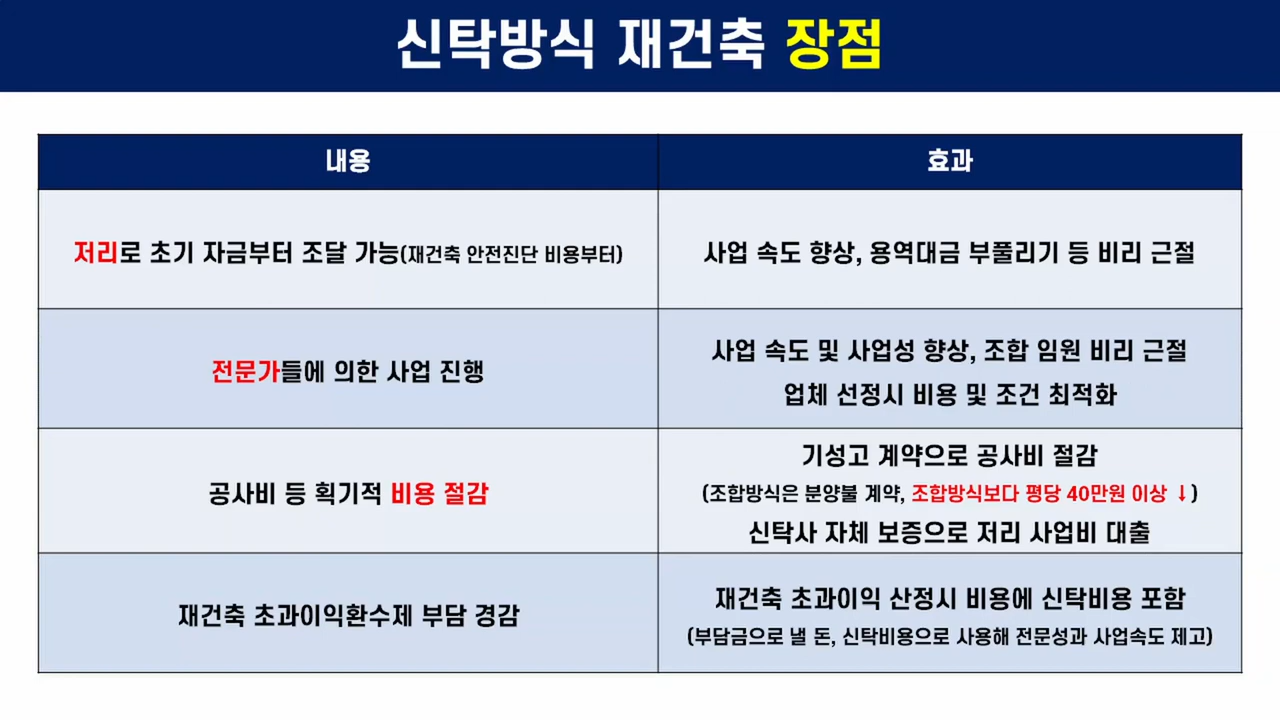 신탁방식 재건축 장점
내용
효과
저리로 초기 자금부터 조달 가능(재건축 안전진단 비용부터)
사업 속도 향상, 용역대금 부풀리기 등 비리 근절
전문가들에 의한 사업 진행
사업 속도 및 사업성 향상, 조합 임원 비리 근절
업체 선정시 비용 및 조건 최적화
공사비 등 획기적 비용 절감
기성고 계약으로 공사비 절감
(조합방식은 분양불 계약, 조합방식보다 평당 40만원 이상 ↓)
신탁사 자체 보증으로 저리 사업비 대출
재건축 초과이익환수제 부담 경감
재건축 초과이익 산정시 비용에 신탁비용 포함
(부담금으로 낼 돈, 신탁비용으로 사용해 전문성과 사업속도 제고)